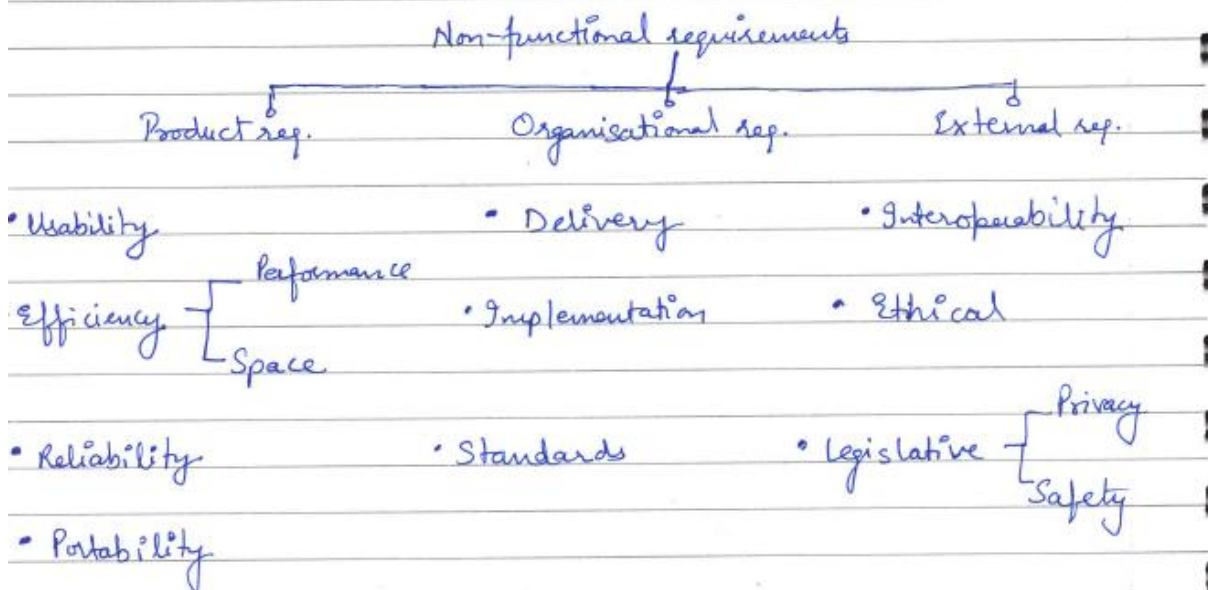 Non-functional requirements
Product req. Organisational req. External req.
• Usability • Delivery • Interoperability
Performance
Efficiency • Implementation • Ethical
Space
Privacy
• Reliability • Standards • Legislative
Safety
• Portability